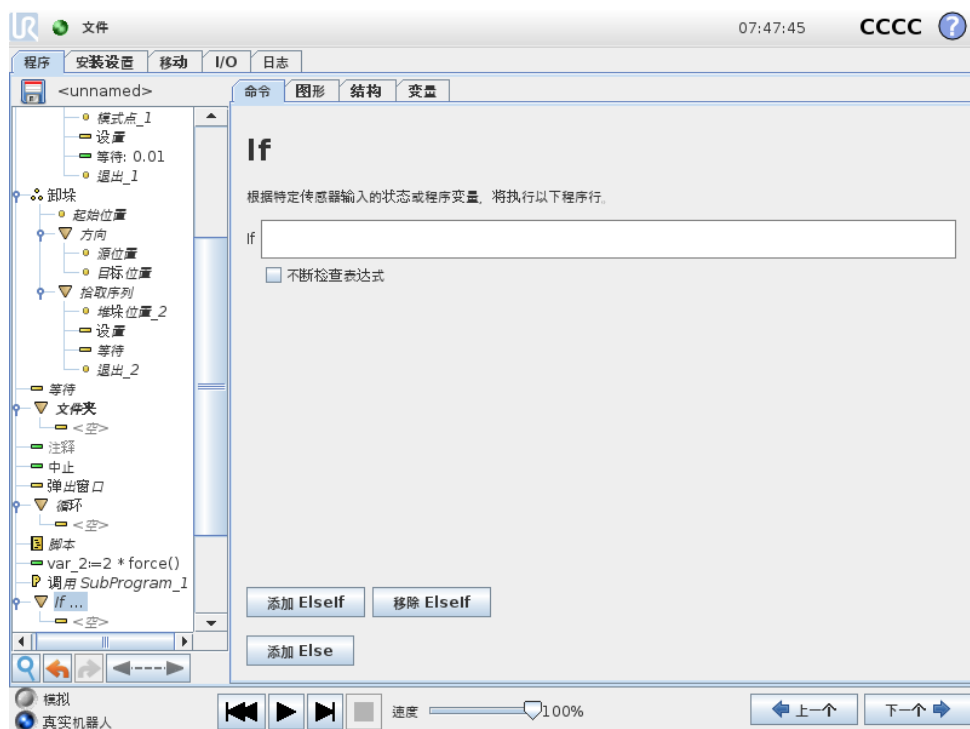 UR 文件 07:47:45 CCCC ?
程序 安装设置 移动 I/O 日志
<unnamed>
命令 图形 结构 变量
模式点_1
设置
等待: 0.01
退出_1
卸垛
起始位置
方向
源位置
目标位置
拾取序列
堆垛位置_2
设置
等待
退出_2
等待
文件夹
<空>
注释
中止
弹出窗口
循环
<空>
脚本
var_2:=2 * force()
调用 SubProgram_1
If ...
<空>
If
根据特定传感器输入的状态或程序变量，将执行以下程序行。
If
不断检查表达式
添加 ElseIf 移除 ElseIf
添加 Else
模拟
真实机器人
速度 100%
上一个 下一个